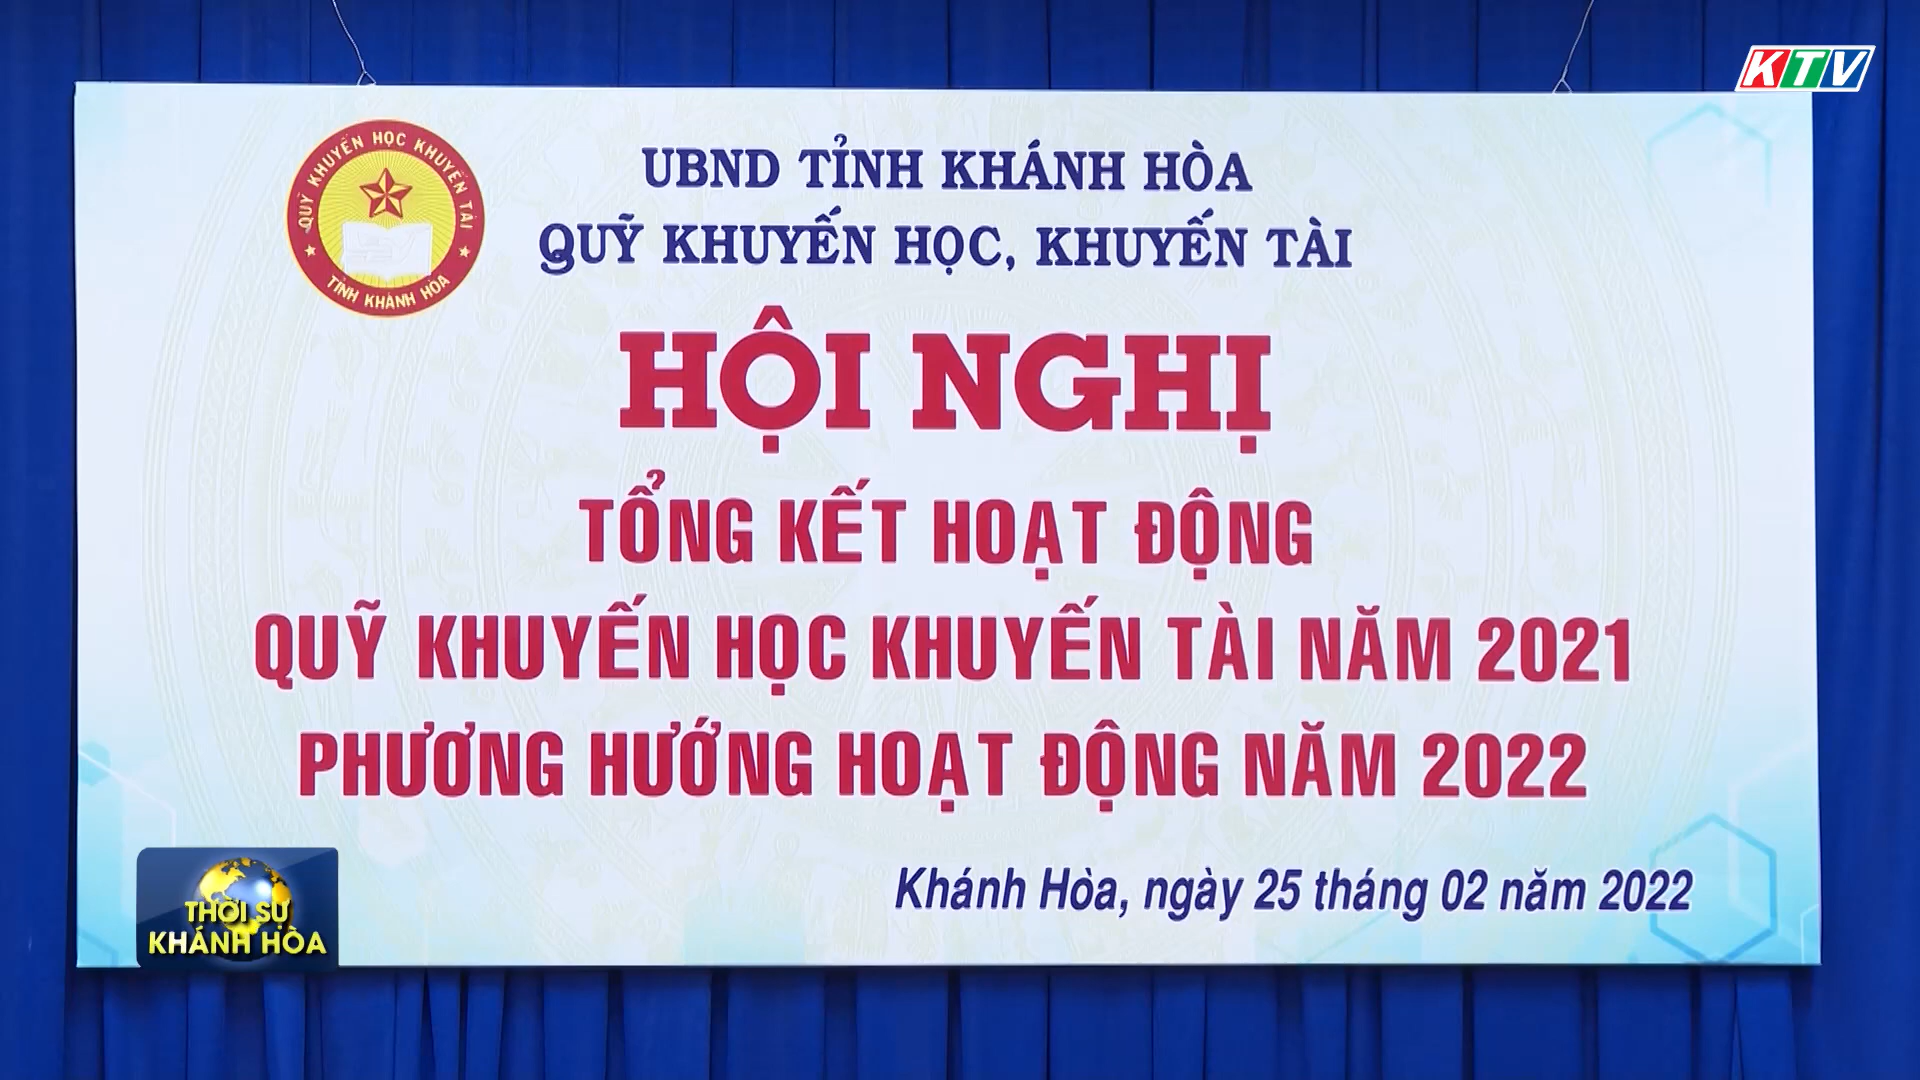 KTV
QUỸ KHUYẾN HỌC KHUYẾN TÀI
TỈNH KHÁNH HÒA
UBND TỈNH KHÁNH HÒA
QUỸ KHUYẾN HỌC, KHUYẾN TÀI
HỘI NGHỊ
TỔNG KẾT HOẠT ĐỘNG
QUỸ KHUYẾN HỌC KHUYẾN TÀI NĂM 2021
PHƯƠNG HƯỚNG HOẠT ĐỘNG NĂM 2022
Khánh Hòa, ngày 25 tháng 02 năm 2022
THỜI SỰ
KHÁNH HÒA